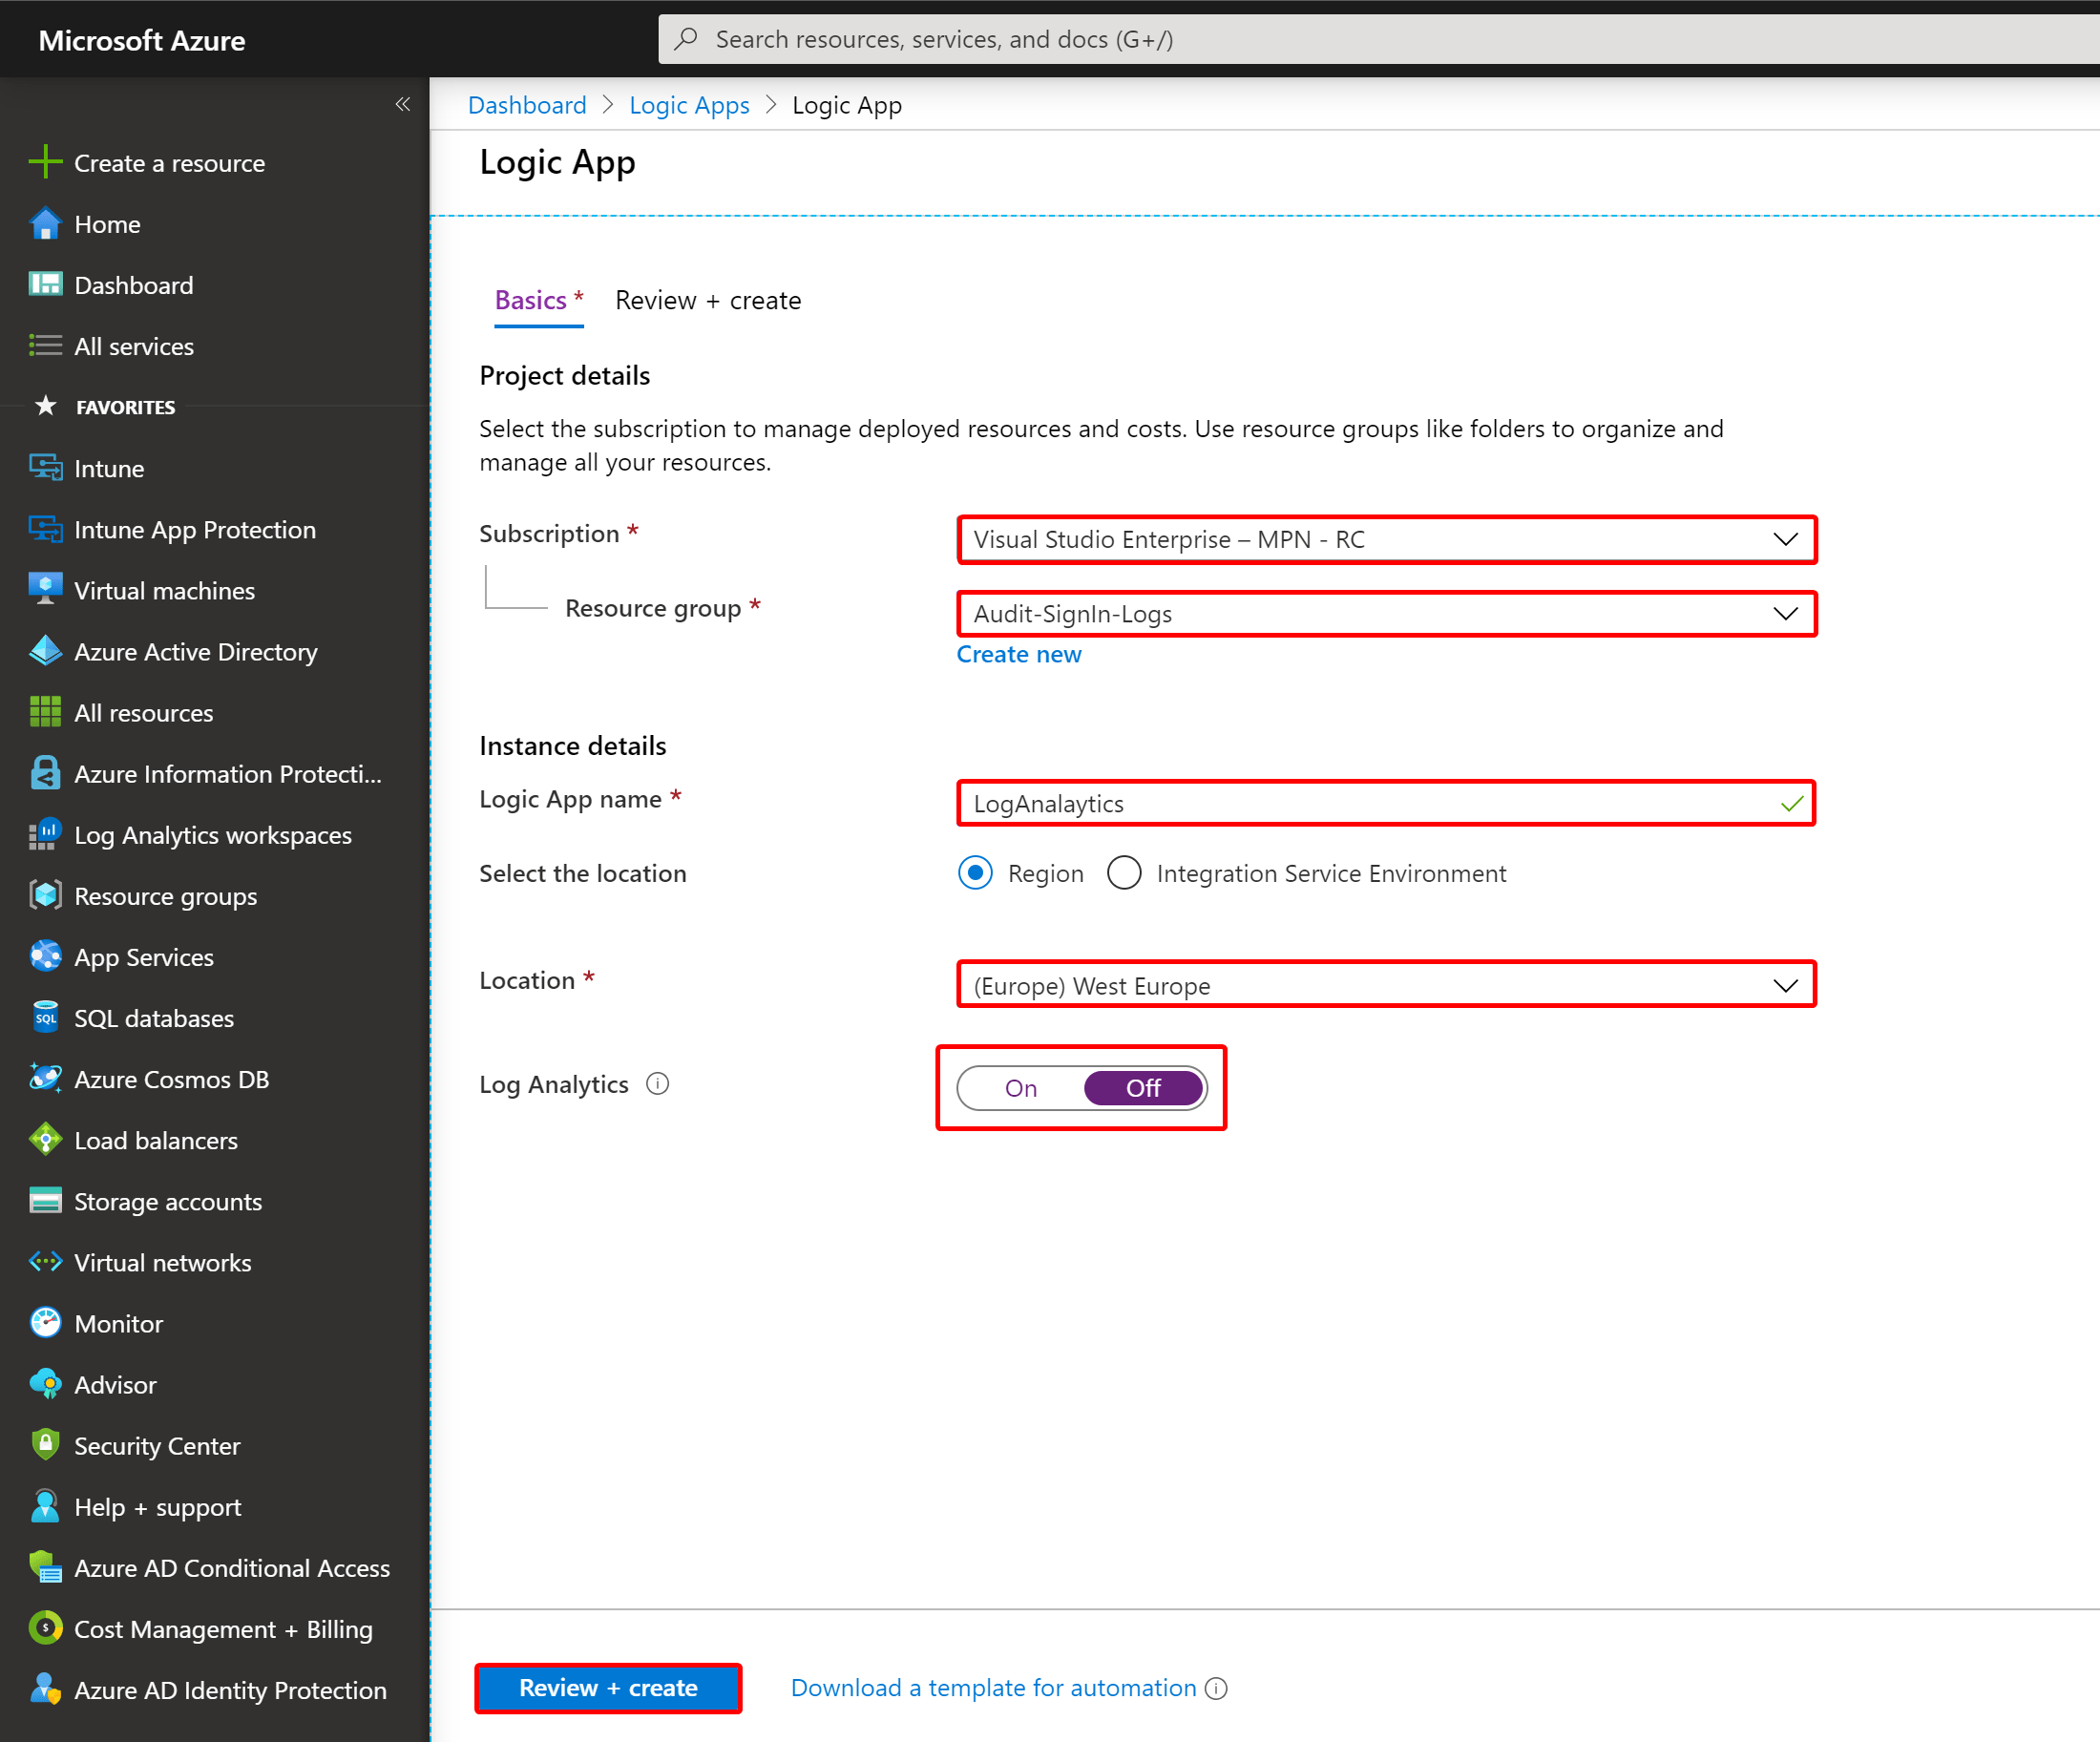 Microsoft Azure
Search resources, services, and docs (G+/)
Dashboard > Logic Apps > Logic App
Logic App
Create a resource
Home
Dashboard
All services
FAVORITES
Intune
Intune App Protection
Virtual machines
Azure Active Directory
All resources
Azure Information Protecti...
Log Analytics workspaces
Resource groups
App Services
SQL databases
Azure Cosmos DB
Load balancers
Storage accounts
Virtual networks
Monitor
Advisor
Security Center
Help + support
Azure AD Conditional Access
Cost Management + Billing
Azure AD Identity Protection
Basics * Review + create
Project details
Select the subscription to manage deployed resources and costs. Use resource groups like folders to organize and
manage all your resources.
Subscription * Visual Studio Enterprise – MPN - RC
Resource group * Audit-SignIn-Logs
Create new
Instance details
Logic App name * LogAnalaytics
Select the location Region Integration Service Environment
Location * (Europe) West Europe
Log Analytics On Off
Review + create Download a template for automation